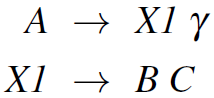 A → X1 γ
X1 → B C